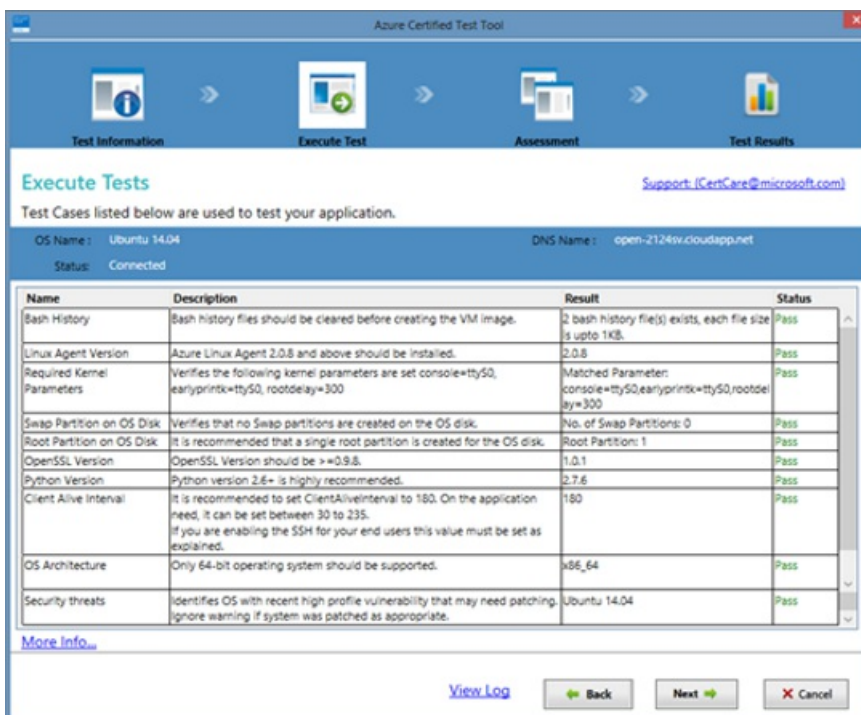 Azure Certified Test Tool
Test Information
Execute Test
Assessment
Test Results
Execute Tests
Support: (CertCare@microsoft.com)
Test Cases listed below are used to test your application.
OS Name : Ubuntu 14.04
DNS Name : open-2124sv.cloudapp.net
Status: Connected
Name Description Result Status
Bash History Bash history files should be cleared before creating the VM image. 2 bash history file(s) exists, each file size Pass
is upto 1KB.
Linux Agent Version Azure Linux Agent 2.0.8 and above should be installed. 2.0.8 Pass
Required Kernel Verifies the following kernel parameters are set console=ttyS0, Matched Parameter: Pass
Parameters earlyprintk=ttyS0, rootdelay=300 console=ttyS0,earlyprintk=ttyS0,rootdel
ay=300
Swap Partition on OS Disk Verifies that no Swap partitions are created on the OS disk. No. of Swap Partitions: 0 Pass
Root Partition on OS Disk It is recommended that a single root partition is created for the OS disk. Root Partition: 1 Pass
OpenSSL Version OpenSSL Version should be >=0.9.8. 1.0.1 Pass
Python Version Python version 2.6+ is highly recommended. 2.7.6 Pass
Client Alive Interval It is recommended to set ClientAliveInterval to 180. On the application 180 Pass
need, it can be set between 30 to 235.
If you are enabling the SSH for your end users this value must be set as
explained.
OS Architecture Only 64-bit operating system should be supported. x86_64 Pass
Security threats Identifies OS with recent high profile vulnerability that may need patching. Ubuntu 14.04 Pass
Ignore warning if system was patched as appropriate.
More Info...
View Log
Back
Next
Cancel